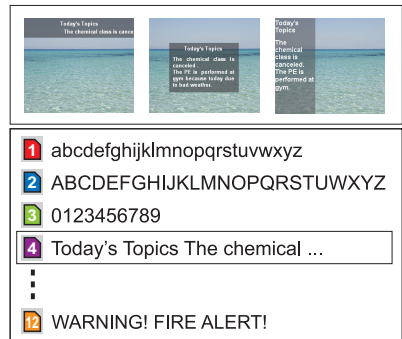 Today's Topics
The chemical class is cance
Today's Topics
The chemical class is
canceled
The PE is performed at
gym because today due
to bad weather.
Today's
Topics
The
chemical
class is
canceled.
The PE is
performed at
gym.
1 abcdefghijklmnopqrstuvwxyz
2 ABCDEFGHIJKLMNOPQRSTUWXYZ
3 0123456789
4 Today's Topics The chemical ...
12 WARNING! FIRE ALERT!